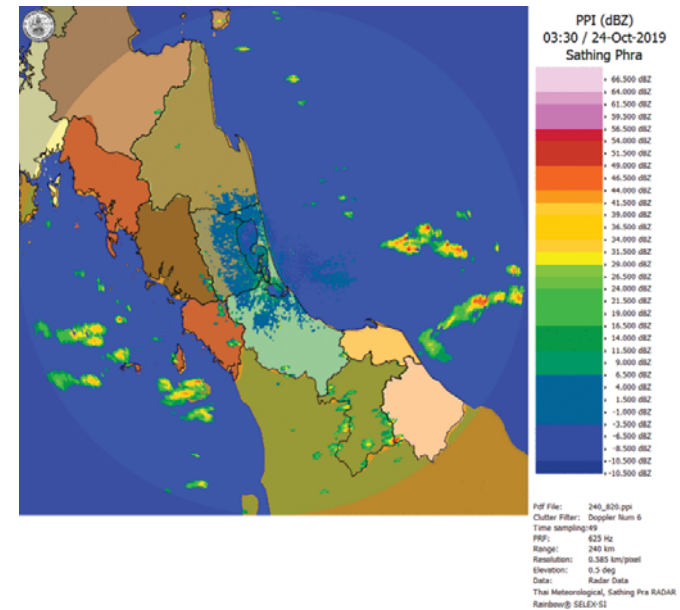 PPI (dBZ)
03:30 / 24-Oct-2019
Sathing Phra
66.500 dBZ
64.000 dBZ
61.500 dBZ
59.500 dBZ
56.500 dBZ
54.000 dBZ
51.500 dBZ
49.000 dBZ
46.500 dBZ
44.000 dBZ
41.500 dBZ
39.000 dBZ
36.500 dBZ
34.000 dBZ
31.500 dBZ
29.000 dBZ
26.500 dBZ
24.000 dBZ
21.500 dBZ
19.000 dBZ
16.500 dBZ
14.000 dBZ
11.500 dBZ
9.000 dBZ
6.500 dBZ
4.000 dBZ
1.500 dBZ
-1.000 dBZ
-3.500 dBZ
-6.500 dBZ
-8.500 dBZ
-10.500 dBZ
-10.500 dBZ
Pdf File: 240_820.ppi
Clutter Filter: Doppler Num 6
Time sampling:49
PRF: 625 Hz
Range: 240 km
Resolution: 0.585 km/pixel
Elevation: 0.5 deg
Data: Radar Data
Thai Meteorological, Sathing Pra RADAR
Rainbow® SELEX-SI